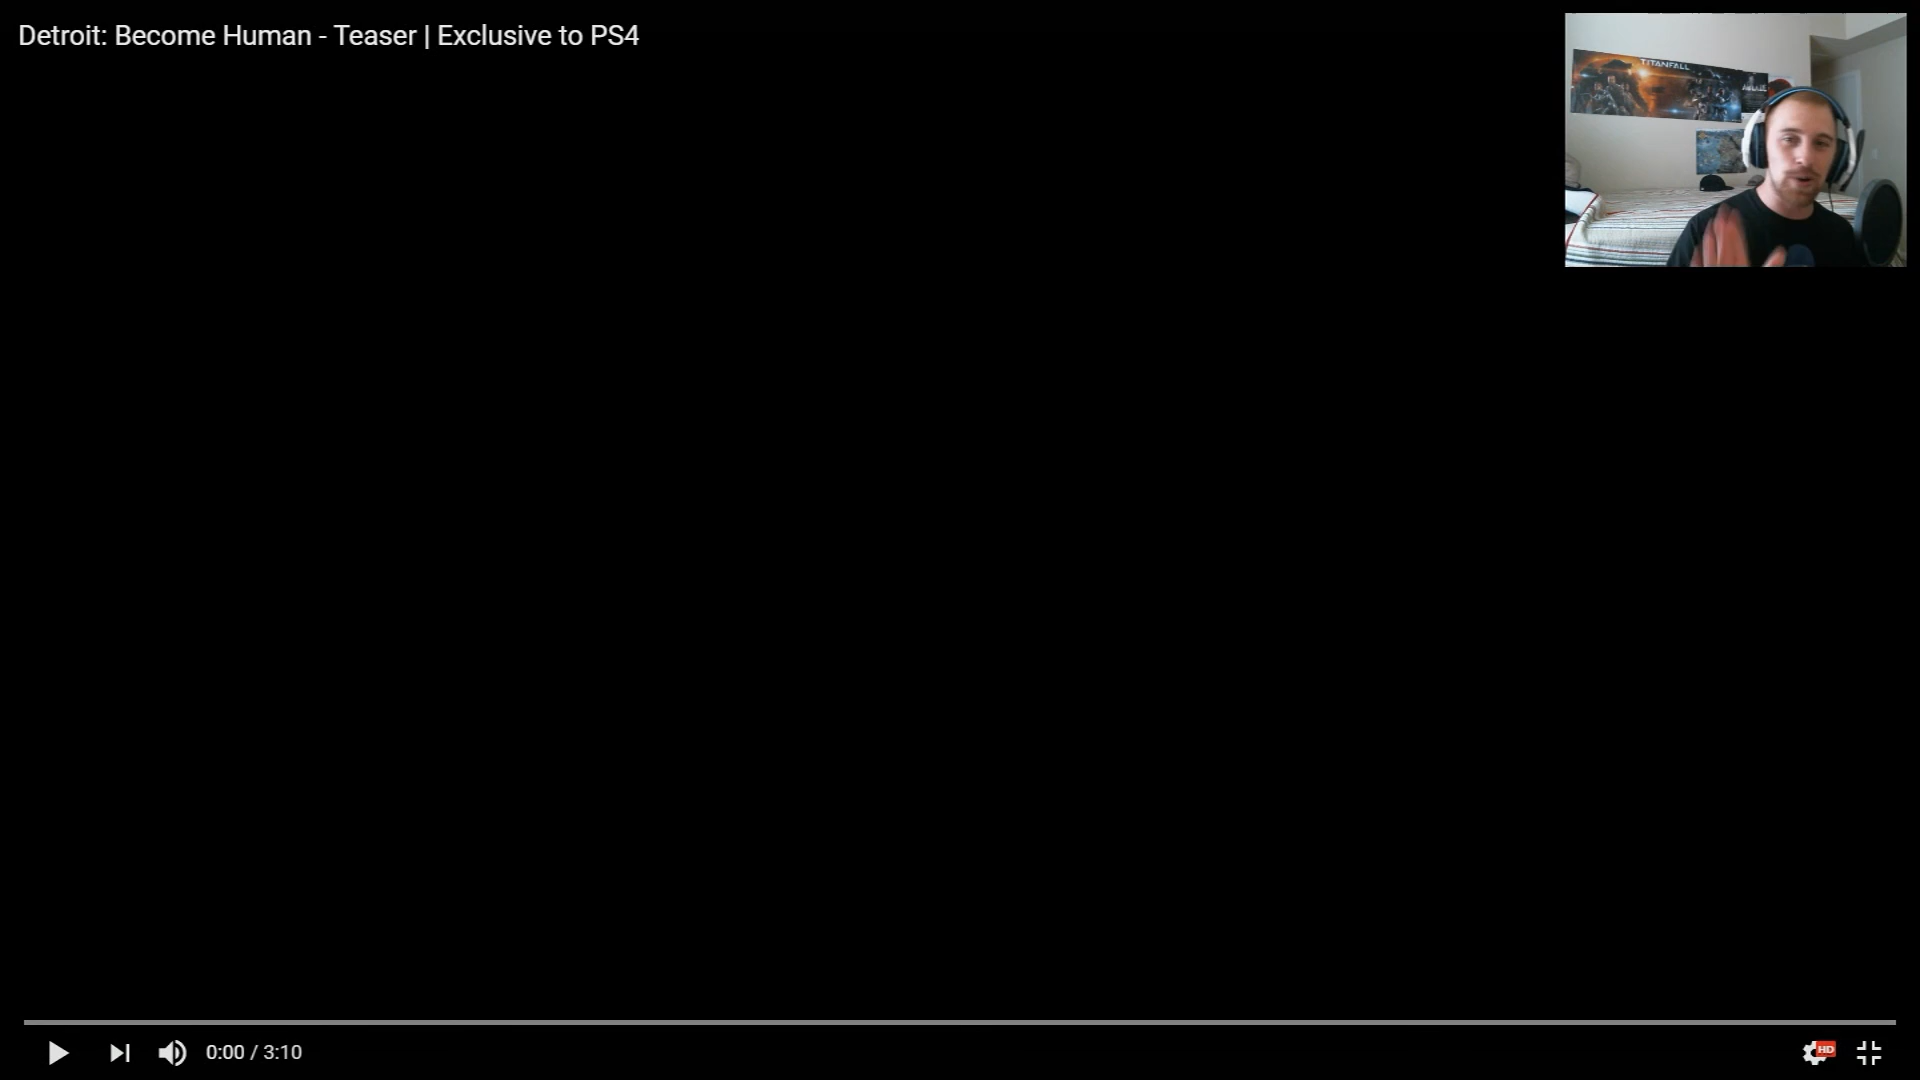 Detroit: Become Human - Teaser | Exclusive to PS4
TITANFALL
0:00 / 3:10
HD